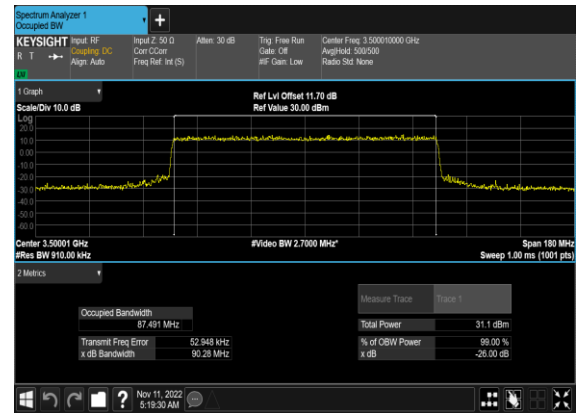 Spectrum Analyzer 1
Occupied BW
KEYSIGHT
R T
LV
Input: RF
Coupling: DC
Align: Auto
Input Z: 50 Ω
Corr CCorr
Freq Ref: Int (S)
Atten: 30 dB
Trig: Free Run
Gate: Off
#IF Gain: Low
Center Freq: 3.500010000 GHz
Avg|Hold: 500/500
Radio Std: None
1 Graph
Scale/Div 10.0 dB
Ref Lvl Offset 11.70 dB
Ref Value 30.00 dBm
Log
20.0
10.0
0.00
-10.0
-20.0
-30.0
-40.0
-50.0
-60.0
Center 3.50001 GHz
#Res BW 910.00 kHz
#Video BW 2.7000 MHz*
Span 180 MHz
Sweep 1.00 ms (1001 pts)
2 Metrics
Measure Trace Trace 1
Occupied Bandwidth
87.491 MHz
Total Power 31.1 dBm
Transmit Freq Error 52.948 kHz
% of OBW Power 99.00 %
x dB Bandwidth 90.28 MHz
x dB -26.00 dB
?
Nov 11, 2022
5:19:30 AM